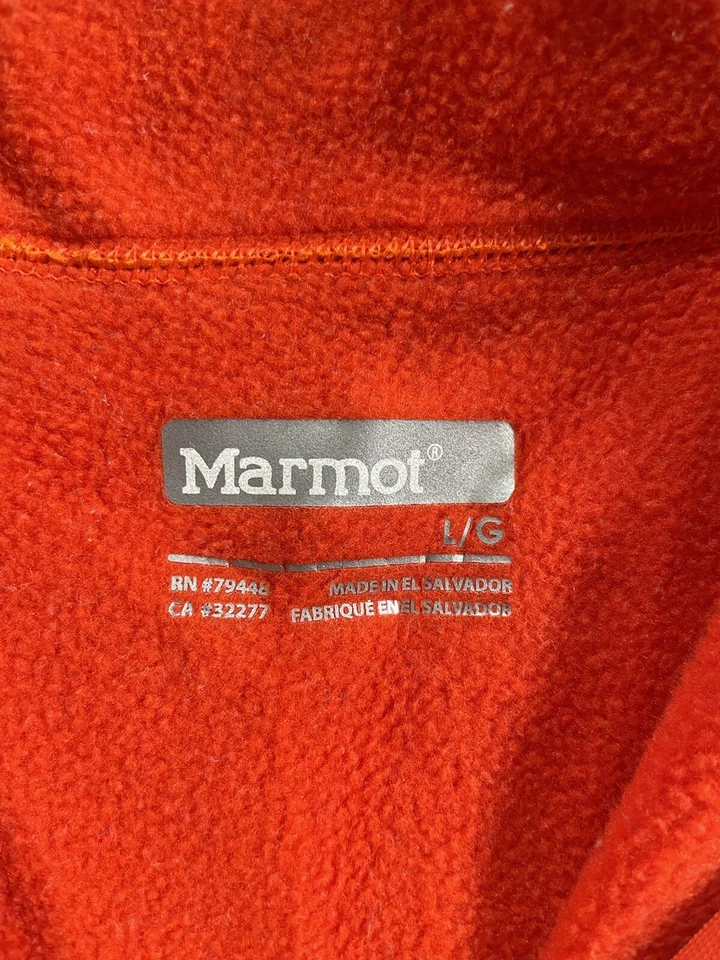 Marmot®
L/G
RN #79448
CA #32277
MADE IN EL SALVADOR
FABRIQUÉ EN EL SALVADOR